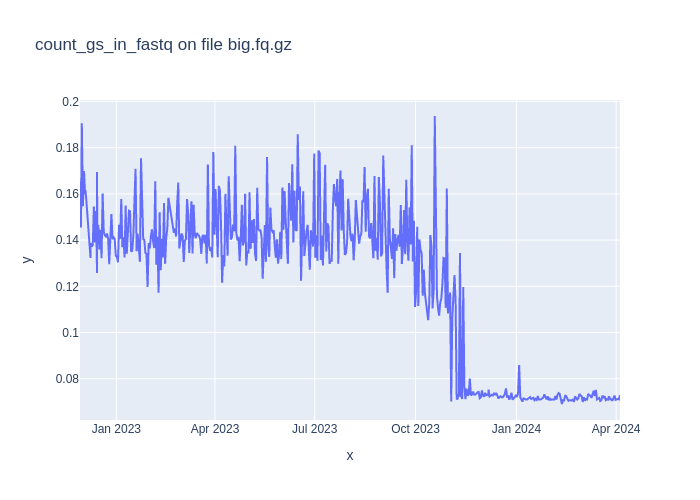 count_gs_in_fastq on file big.fq.gz
0.2
0.18
0.16
0.14
0.12
0.1
0.08
y
Jan 2023
Apr 2023
Jul 2023
Oct 2023
Jan 2024
Apr 2024
x